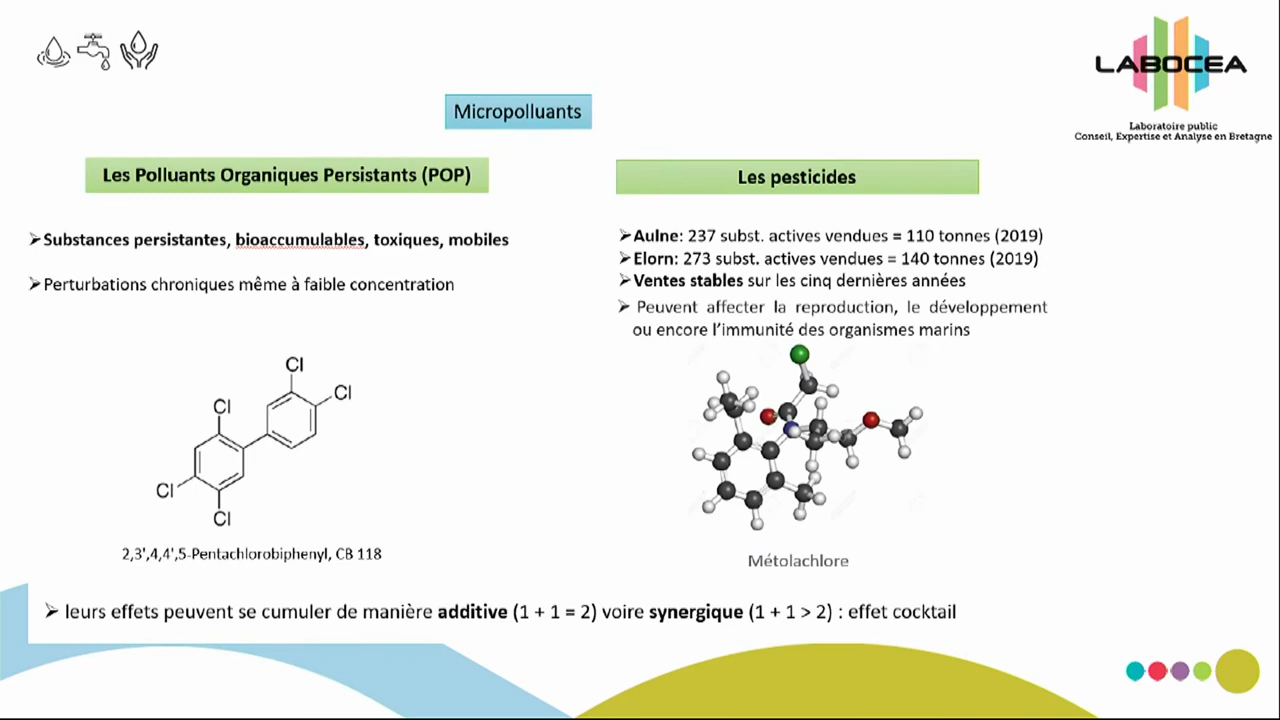 LABOCEA
Laboratoire public
Conseil, Expertise et Analyse en Bretagne
Micropolluants
Les Polluants Organiques Persistants (POP)
➢Substances persistantes, bioaccumulables, toxiques, mobiles
➢Perturbations chroniques même à faible concentration
Cl
Cl
Cl
Cl
Cl
2,3',4,4',5-Pentachlorobiphenyl, CB 118
Les pesticides
➢Aulne: 237 subst. actives vendues = 110 tonnes (2019)
➢Elorn: 273 subst. actives vendues = 140 tonnes (2019)
➢Ventes stables sur les cinq dernières années
➢ Peuvent affecter la reproduction, le développement
ou encore l'immunité des organismes marins
Métolachlore
➢ leurs effets peuvent se cumuler de manière additive (1 + 1 = 2) voire synergique (1 + 1 > 2) : effet cocktail